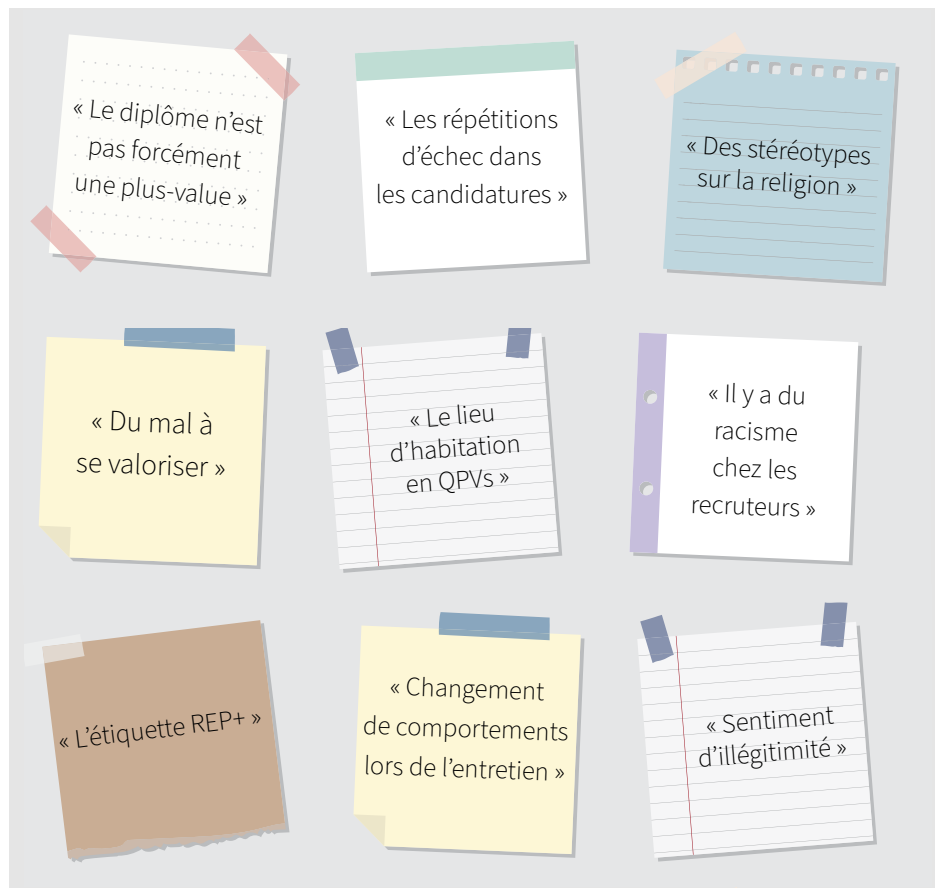 « Le diplôme n’est
pas forcément
une plus-value »
« Les répétitions
d’échec dans
les candidatures »
« Des stéréotypes
sur la religion »
« Du mal à
se valoriser »
« Le lieu
d’habitation
en QPVs »
« Il y a du
racisme
chez les
recruteurs »
« L’étiquette REP+ »
« Changement
de comportements
lors de l’entretien »
« Sentiment
d’illégitimité »